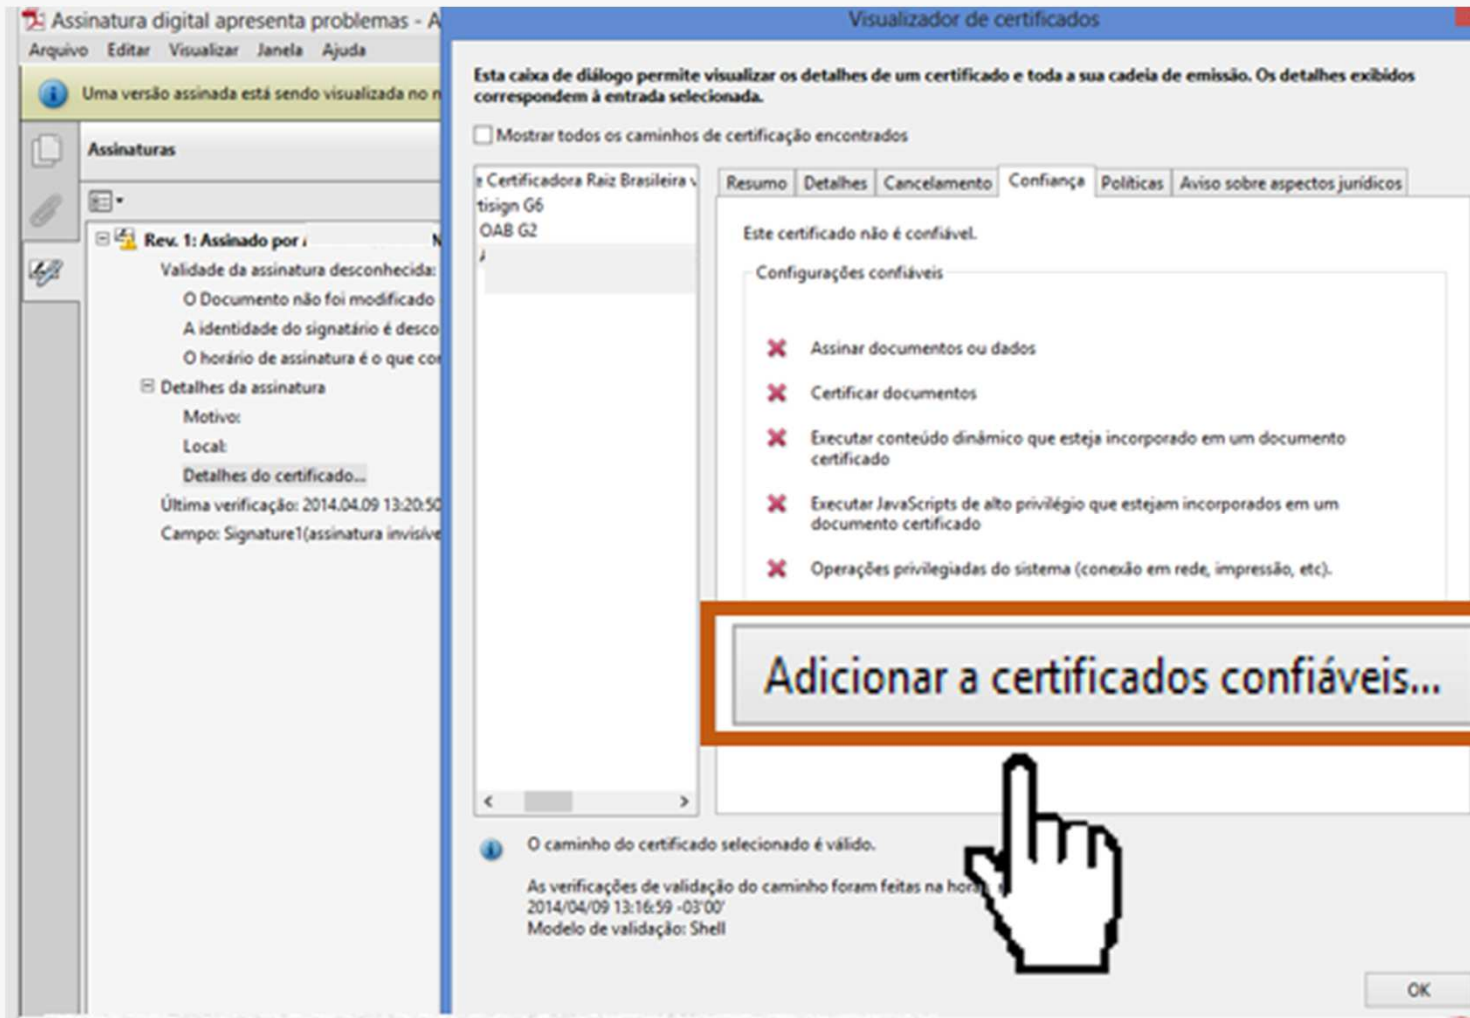 Assinatura digital apresenta problemas - A
Arquivo Editar Visualizar Janela Ajuda
Uma versão assinada está sendo visualizada no
Assinaturas
Rev. 1: Assinado por
Validade da assinatura desconhecida:
O Documento não foi modificado
A identidade do signatário é desco
O horário de assinatura é o que con
Detalhes da assinatura
Motivo:
Local:
Detalhes do certificado...
Última verificação: 2014.04.09 13:20:50
Campo: Signature1(assinatura invisíve
Visualizador de certificados
Esta caixa de diálogo permite visualizar os detalhes de um certificado e toda a sua cadeia de emissão. Os detalhes exibidos
correspondem à entrada selecionada.
Mostrar todos os caminhos de certificação encontrados
e Certificadora Raiz Brasileira v
tisign G6
OAB G2
Resumo Detalhes Cancelamento Confiança Políticas Aviso sobre aspectos jurídicos
Este certificado não é confiável.
Configurações confiáveis
Assinar documentos ou dados
Certificar documentos
Executar conteúdo dinâmico que esteja incorporado em um documento
certificado
Executar JavaScripts de alto privilégio que estejam incorporados em um
documento certificado
Operações privilegiadas do sistema (conexão em rede, impressão, etc).
Adicionar a certificados confiáveis...
O caminho do certificado selecionado é válido.
As verificações de validação do caminho foram feitas na hora
2014/04/09 13:16:59 -03'00'
Modelo de validação: Shell
OK